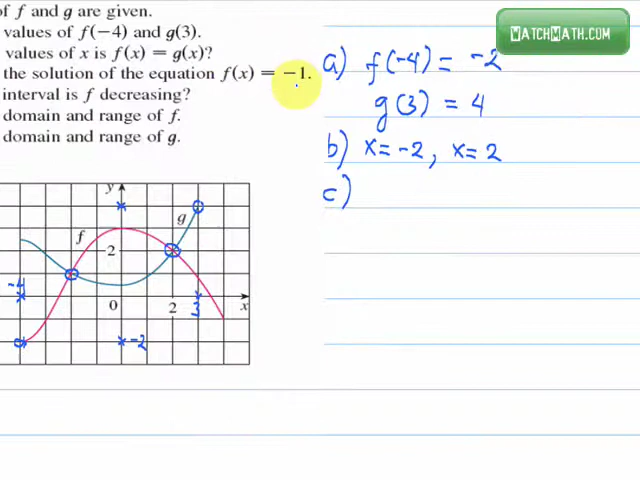 of f and g are given.
values of f(−4) and g(3).
values of x is f(x) = g(x)?
the solution of the equation f(x) = −1.
interval is f decreasing?
domain and range of f.
domain and range of g.
MATCHMATH.COM
a) f(-4) = -2
g(3) = 4
b) x=-2, x=2
c)
y
g
f
2
-4
0
2
3
x
-2